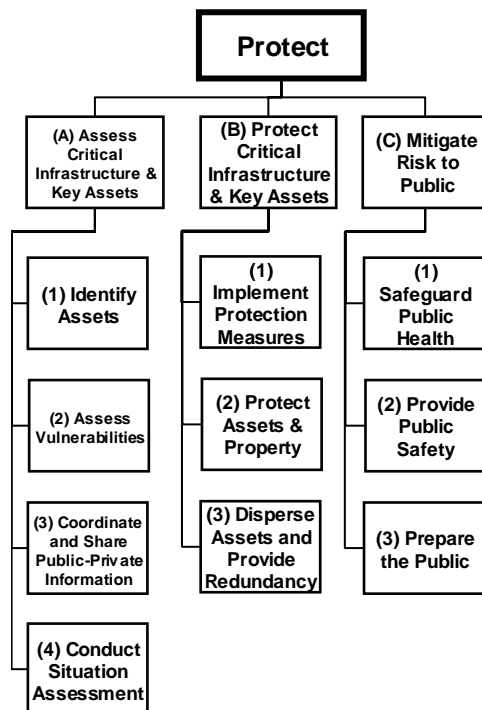 Protect
(A) Assess
Critical
Infrastructure &
Key Assets
(B) Protect
Critical
Infrastructure
& Key Assets
(C) Mitigate
Risk to
Public
(1) Identify
Assets
(2) Assess
Vulnerabilities
(3) Coordinate
and Share
Public-Private
Information
(4) Conduct
Situation
Assessment
(1)
Implement
Protection
Measures
(2) Protect
Assets &
Property
(3) Disperse
Assets and
Provide
Redundancy
(1)
Safeguard
Public
Health
(2) Provide
Public
Safety
(3) Prepare
the Public